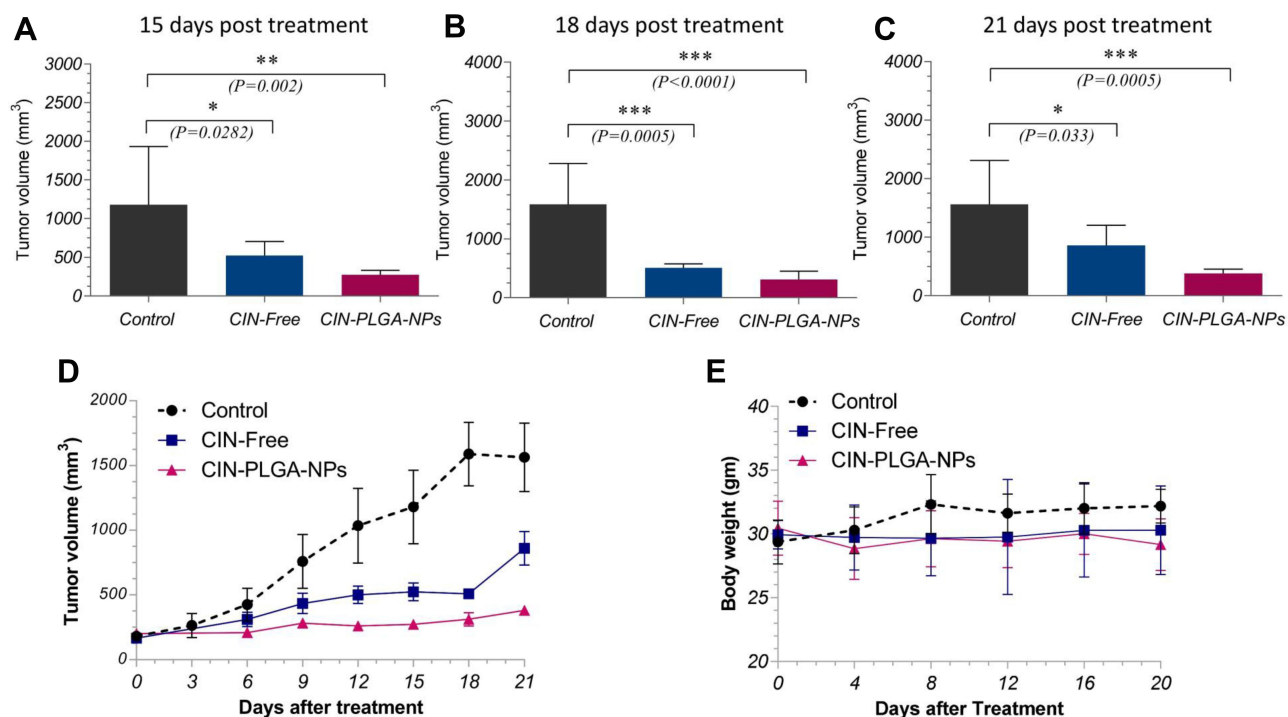 A
15 days post treatment
3000
2500
2000
1500
1000
500
0
Tumor volume (mm³)
**
(P=0.002)
*
(P=0.0282)
Control
CIN-Free
CIN-PLGA-NPs
B
18 days post treatment
4000
3000
2000
1000
0
Tumor volume (mm³)
***
(P<0.0001)
***
(P=0.0005)
Control
CIN-Free
CIN-PLGA-NPs
C
21 days post treatment
4000
3000
2000
1000
0
Tumor volume (mm³)
***
(P=0.0005)
*
(P=0.033)
Control
CIN-Free
CIN-PLGA-NPs
D
2000
1500
1000
500
0
Tumor volume (mm³)
Control
CIN-Free
CIN-PLGA-NPs
0 3 6 9 12 15 18 21
Days after treatment
E
40
35
30
25
20
Body weight (gm)
Control
CIN-Free
CIN-PLGA-NPs
0 4 8 12 16 20
Days after Treatment